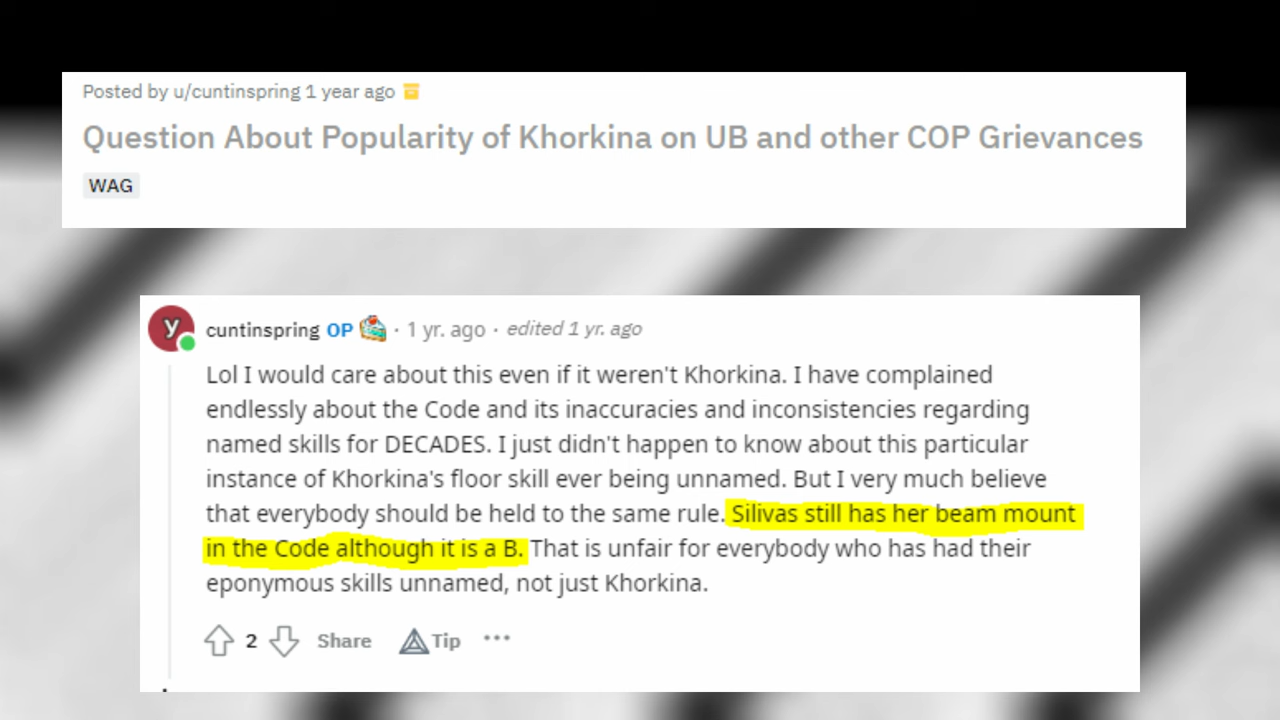 Posted by u/cuntinspring 1 year ago
Question About Popularity of Khorkina on UB and other COP Grievances
WAG
y
cuntinspring OP · 1 yr. ago · edited 1 yr. ago
Lol I would care about this even if it weren't Khorkina. I have complained
endlessly about the Code and its inaccuracies and inconsistencies regarding
named skills for DECADES. I just didn't happen to know about this particular
instance of Khorkina's floor skill ever being unnamed. But I very much believe
that everybody should be held to the same rule. Silivas still has her beam mount
in the Code although it is a B. That is unfair for everybody who has had their
eponymous skills unnamed, not just Khorkina.
2 Share Tip ···